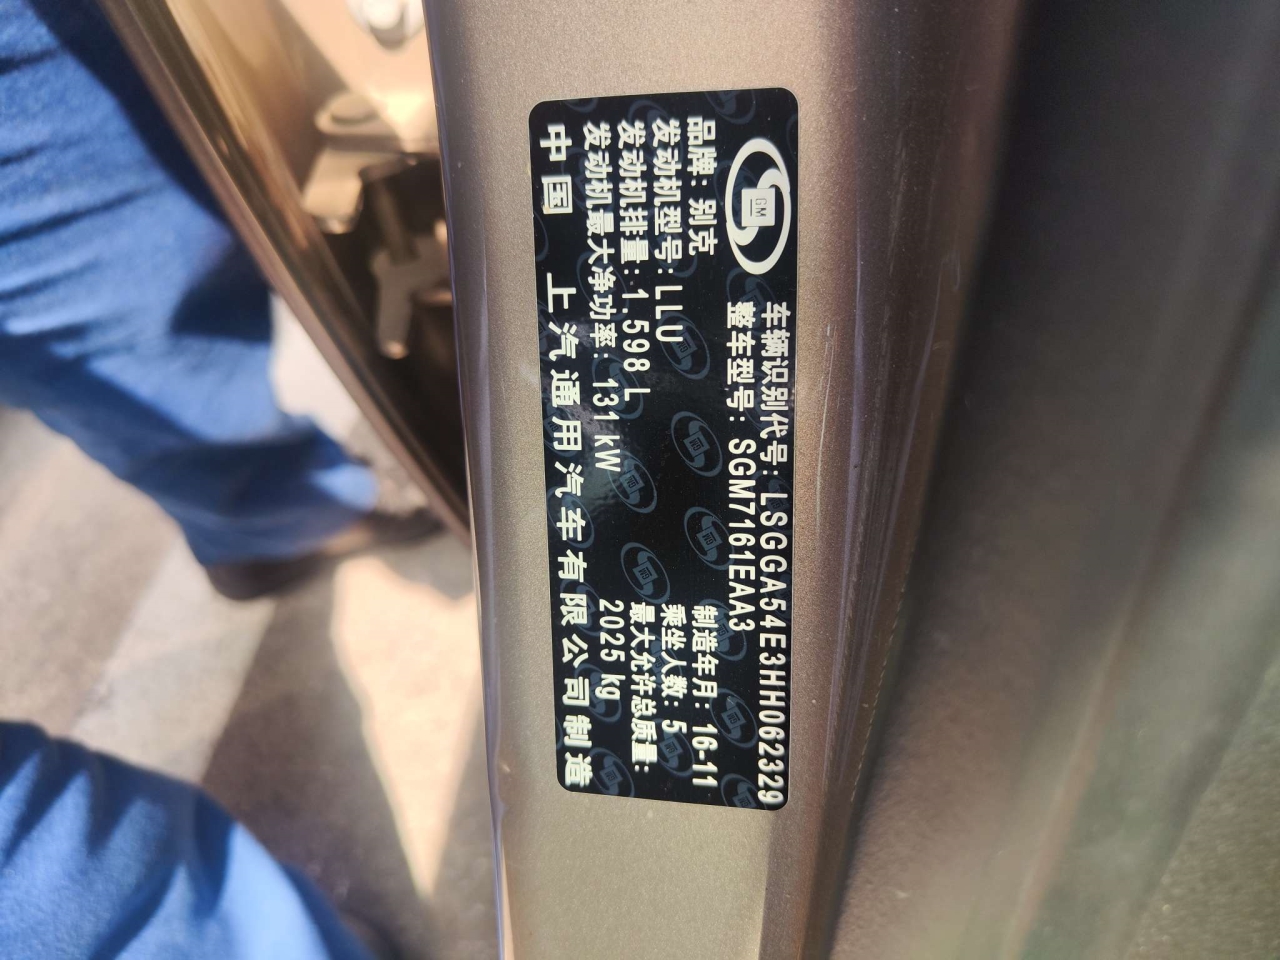 GM
车辆识别代号: LSGGA54E3HH062329
整车型号: SGM7161EAA3
品牌: 别克
制造年月: 16-11
发动机型号: LLU
乘坐人数: 5
发动机排量: 1.598 L
最大允许总质量:
发动机最大净功率: 131kW
2025 kg
中国 上汽通用汽车有限公司制造